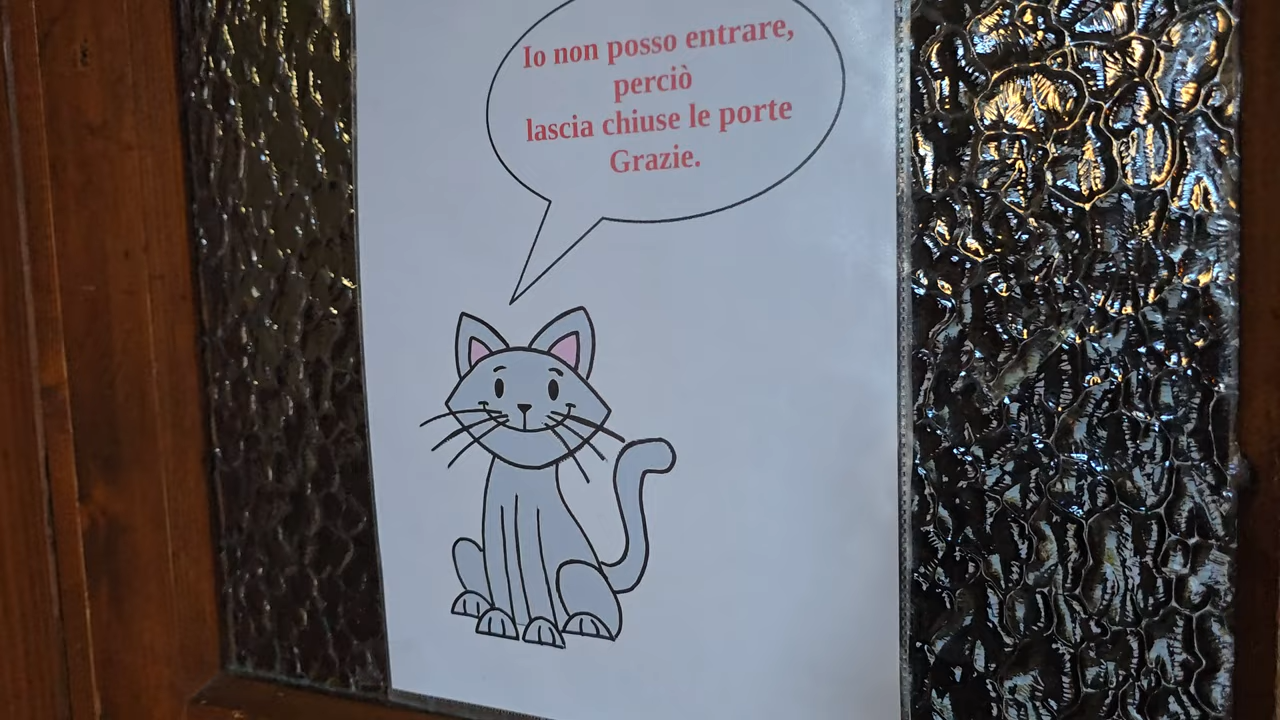 Io non posso entrare,
perciò
lascia chiuse le porte
Grazie.